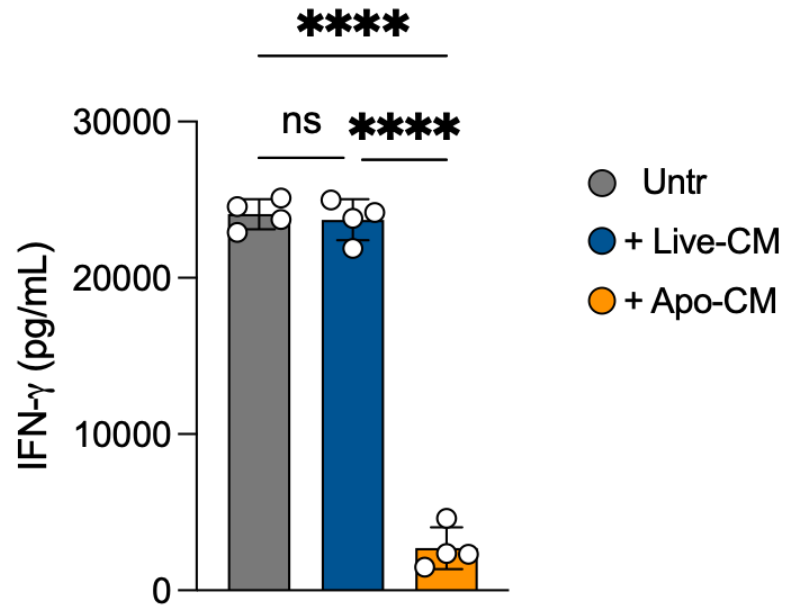 ****
ns
****
30000
20000
10000
0
IFN-γ (pg/mL)
Untr
+ Live-CM
+ Apo-CM